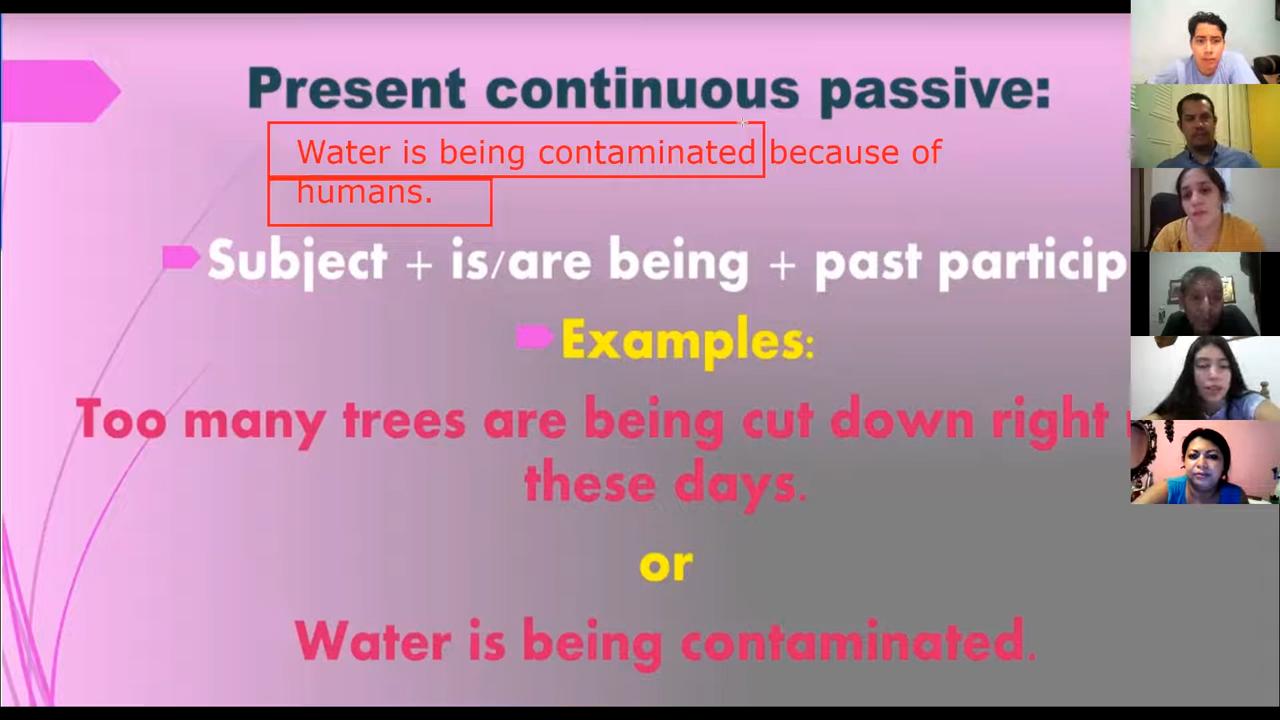 Present continuous passive:
Water is being contaminated because of
humans.
Subject + is/are being + past particip
Examples:
Too many trees are being cut down right
these days.
or
Water is being contaminated.